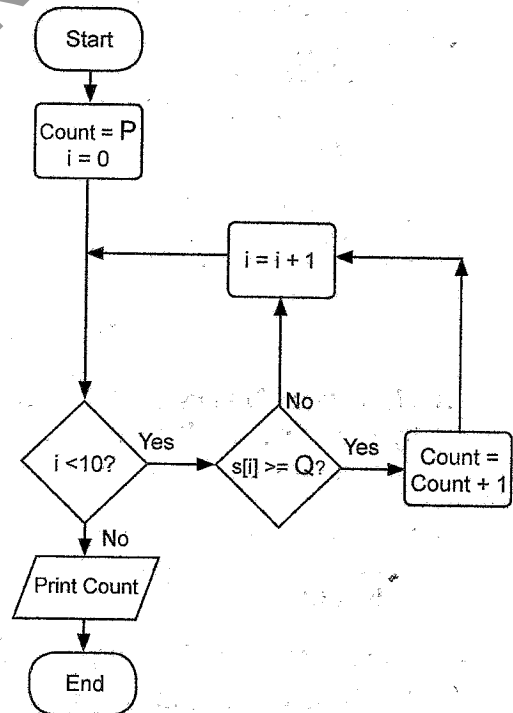 Start
Count = P
i = 0
i = i + 1
No
i <10?
Yes
s[i] >= Q?
Yes
Count =
Count + 1
No
Print Count
End